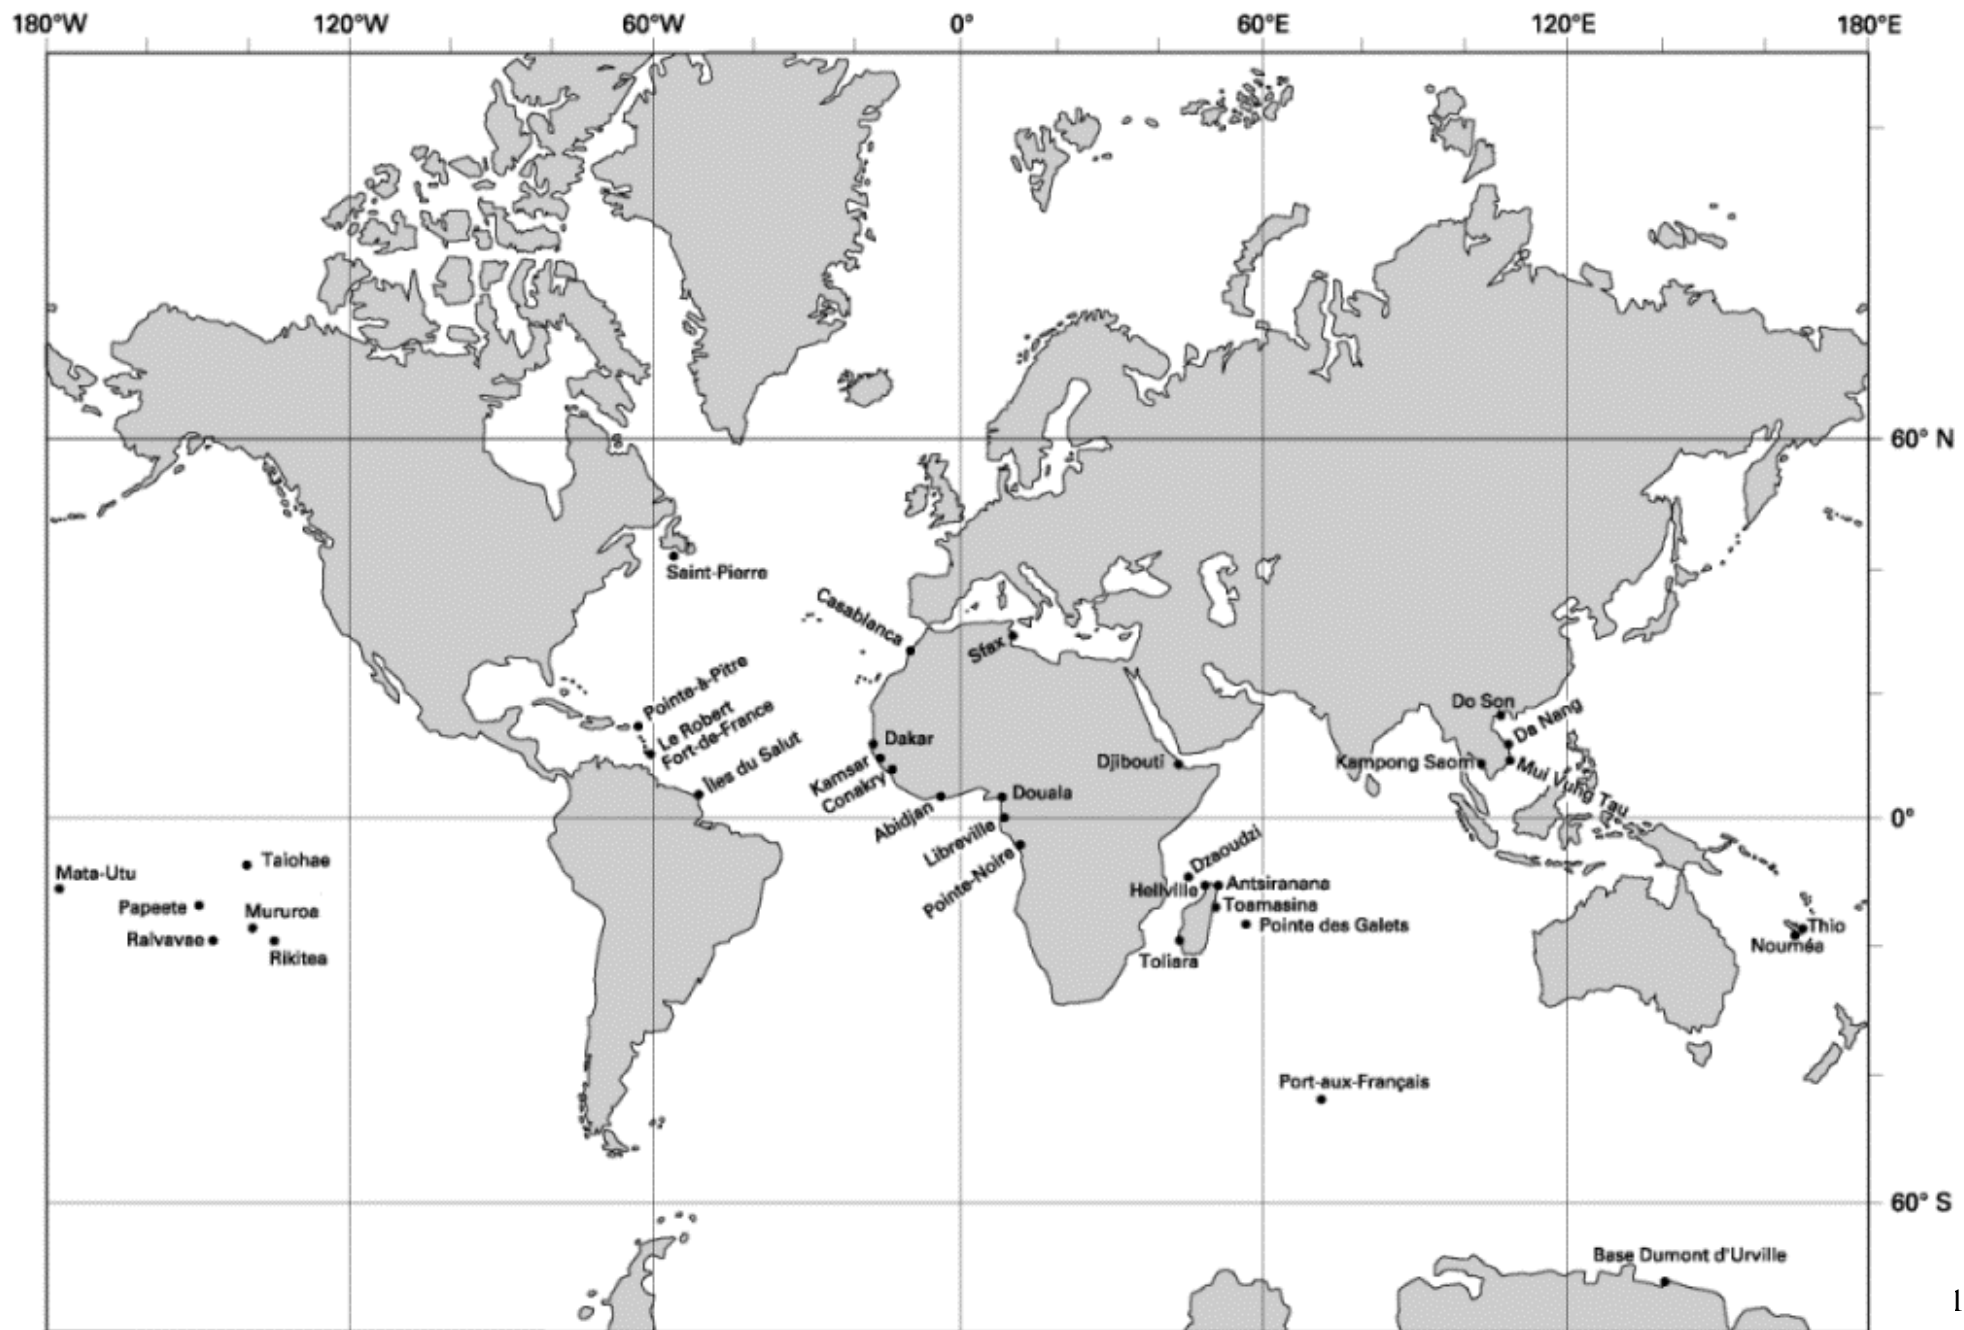 180°W 120°W 60°W 0° 60°E 120°E 180°E
60° N
Saint-Pierre
Casablanca
Sfax
Pointe-à-Pitre
Le Robert
Fort-de-France
Îles du Salut
Dakar
Kamsar
Conakry
Abidjan
Douala
Libreville
Pointe-Noire
Djibouti
Do Son
Da Nang
Kampong Saom
Mui Vung Tau
0°
Mata-Utu
Taiohae
Papeete
Mururoa
Raivavae
Rikitea
Dzaoudzi
Hellville
Antsiranana
Toamasina
Pointe des Galets
Toliara
Thio
Nouméa
Port-aux-Français
60° S
Base Dumont d'Urville
1